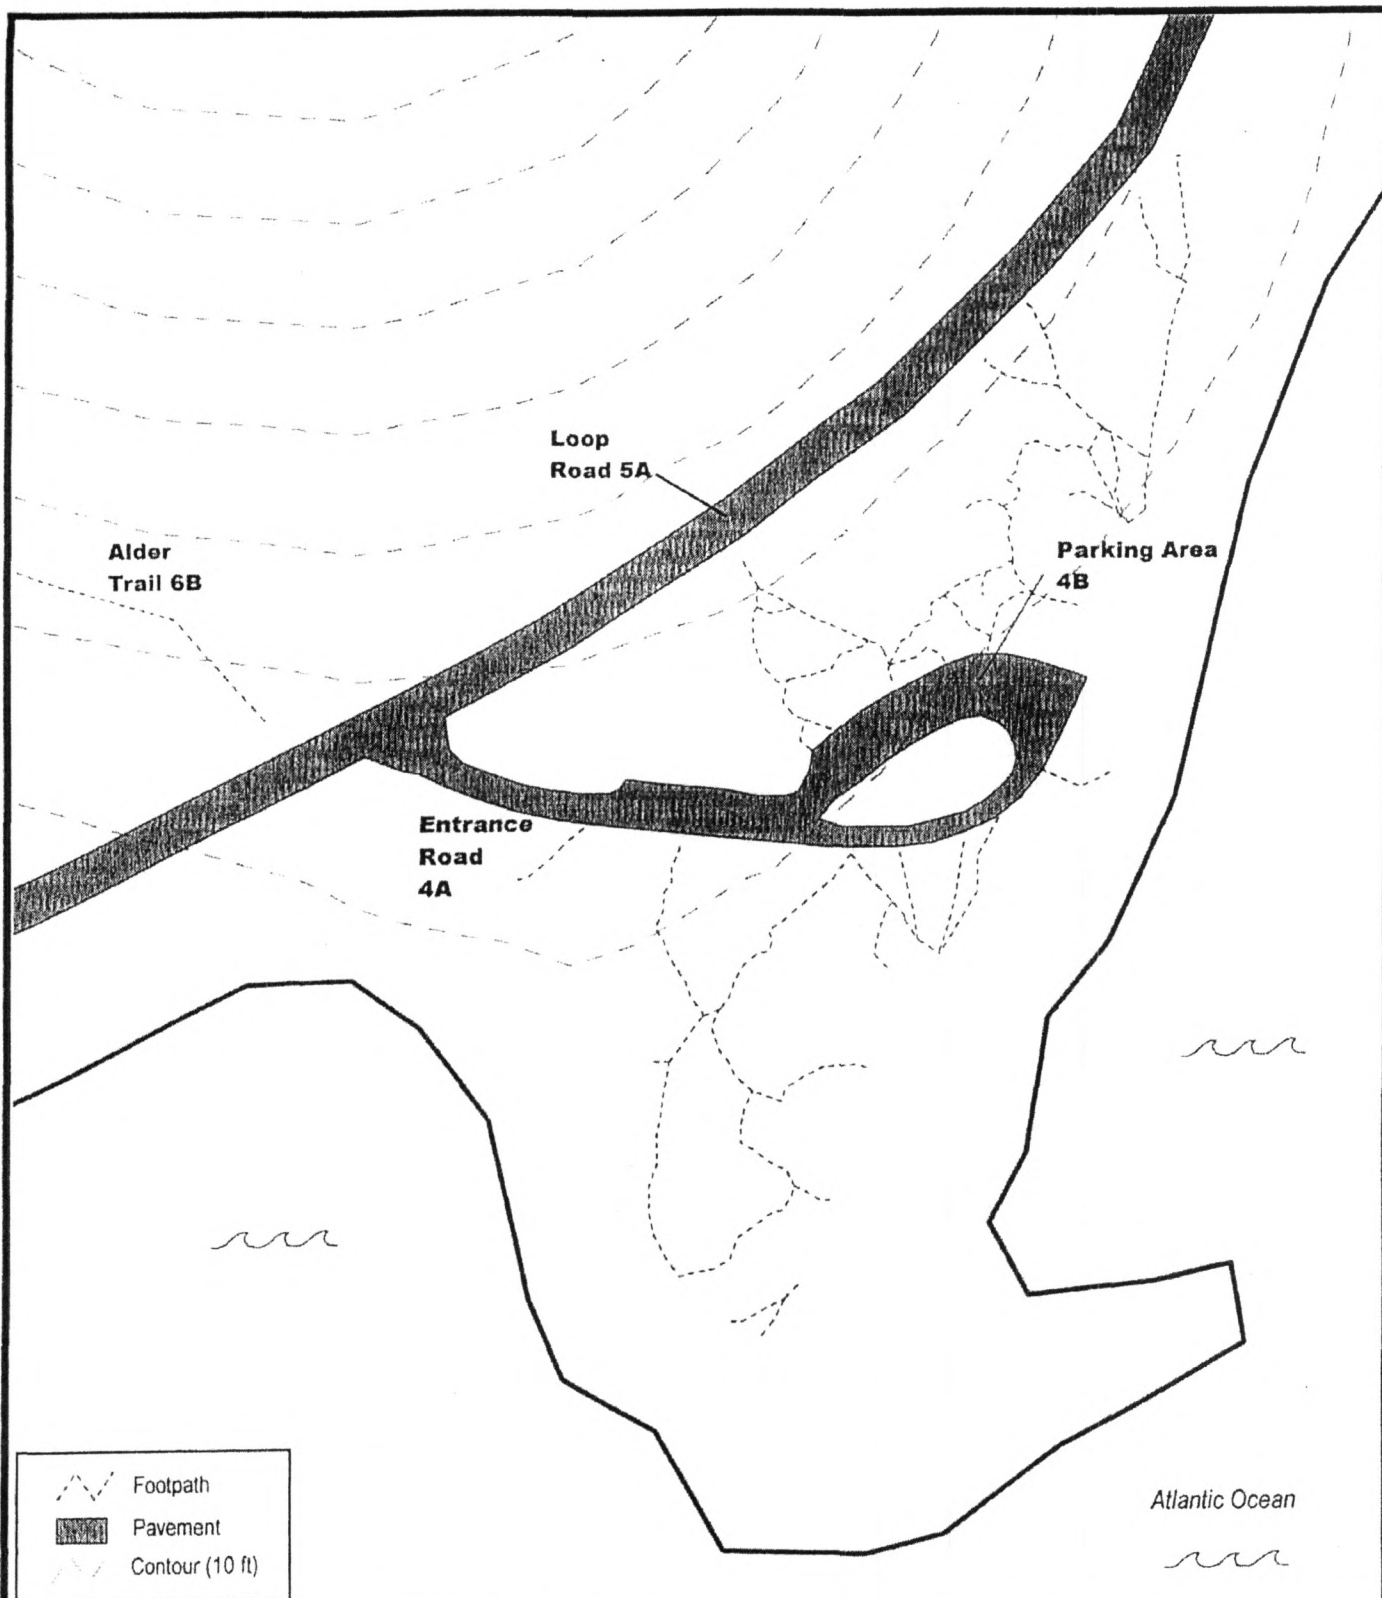 Loop
Road 5A
Alder
Trail 6B
Parking Area
4B
Entrance
Road
4A
Footpath
Pavement
Contour (10 ft)
Atlantic Ocean